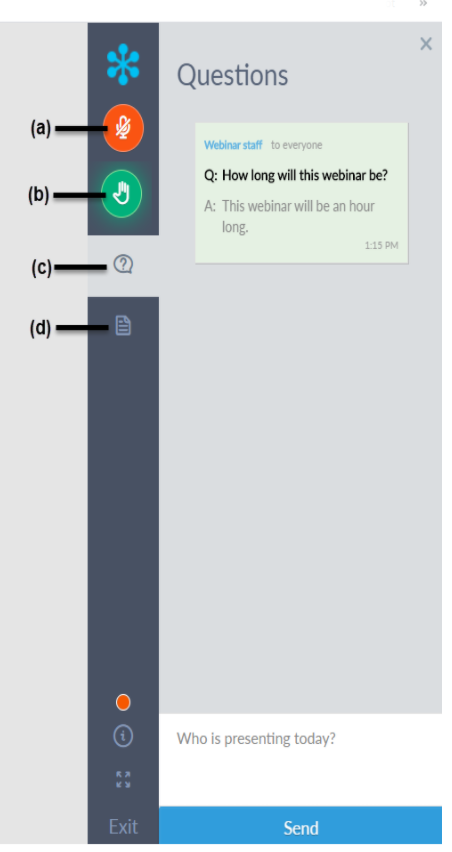 »
×
Questions
(a)
Webinar staff to everyone
Q: How long will this webinar be?
(b)
A: This webinar will be an hour
long.
1:15 PM
(c)
(d)
Who is presenting today?
Exit
Send